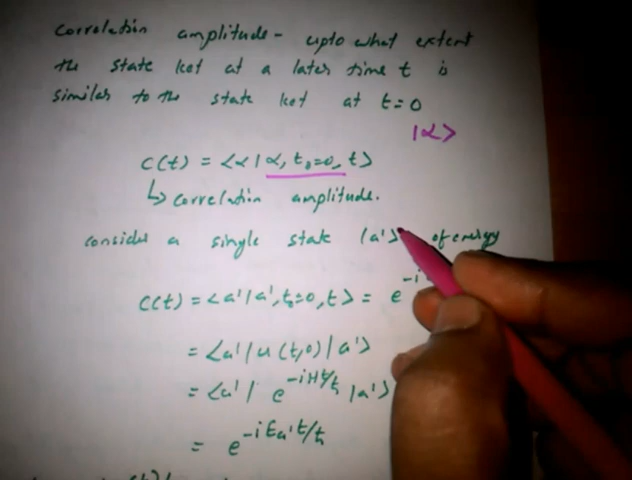 Correlation amplitude - upto what extent
the state ket at a later time t is
similar to the state ket at t=0
|α>
C(t) = <α|α, t₀=0, t>
↳ correlation amplitude.
consider a single state |a'> of energy
C(t) = <a'|a', t₀=0, t> = e^-i
= <a'| u(t,0) |a'>
= <a'| e^-iHt/ħ |a'>
= e^-iEa't/ħ